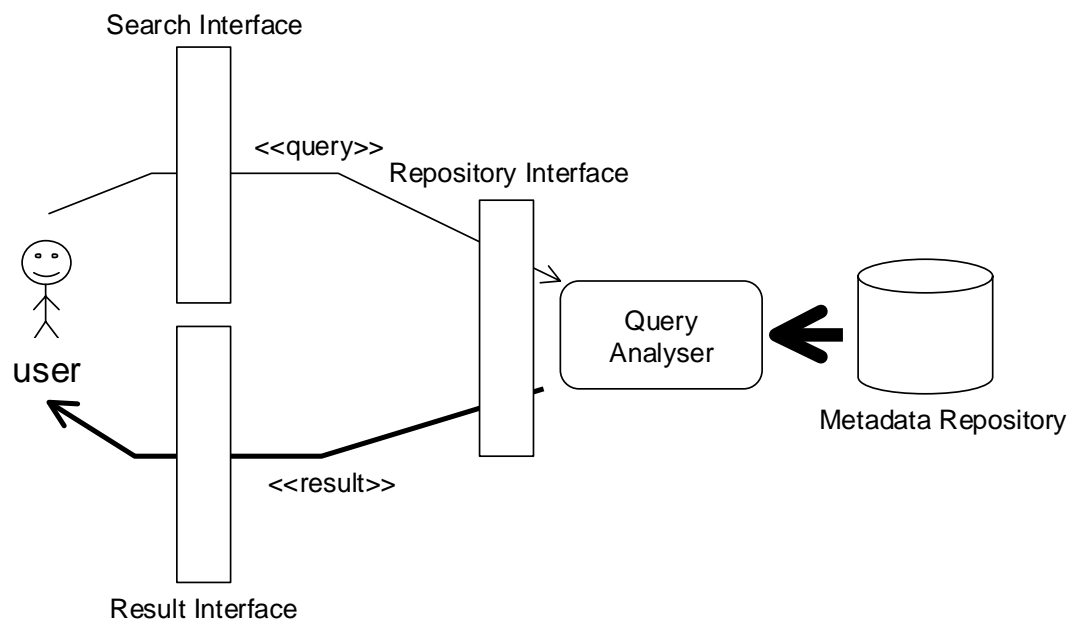 Search Interface
<<query>>
Repository Interface
Query
Analyser
user
Metadata Repository
<<result>>
Result Interface